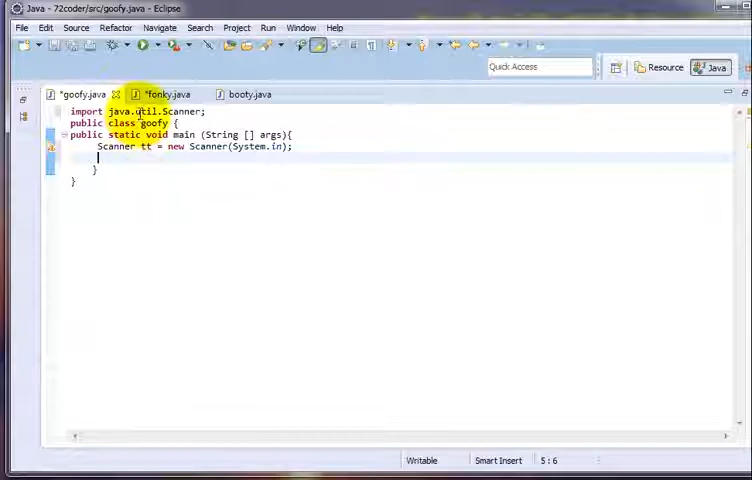 Java - 72coder/src/goofy.java - Eclipse
File Edit Source Refactor Navigate Search Project Run Window Help
Quick Access Resource Java
*goofy.java *fonky.java booty.java
import java.util.Scanner;
public class goofy {
public static void main (String [] args){
Scanner tt = new Scanner(System.in);
}
}
Writable Smart Insert 5 : 6